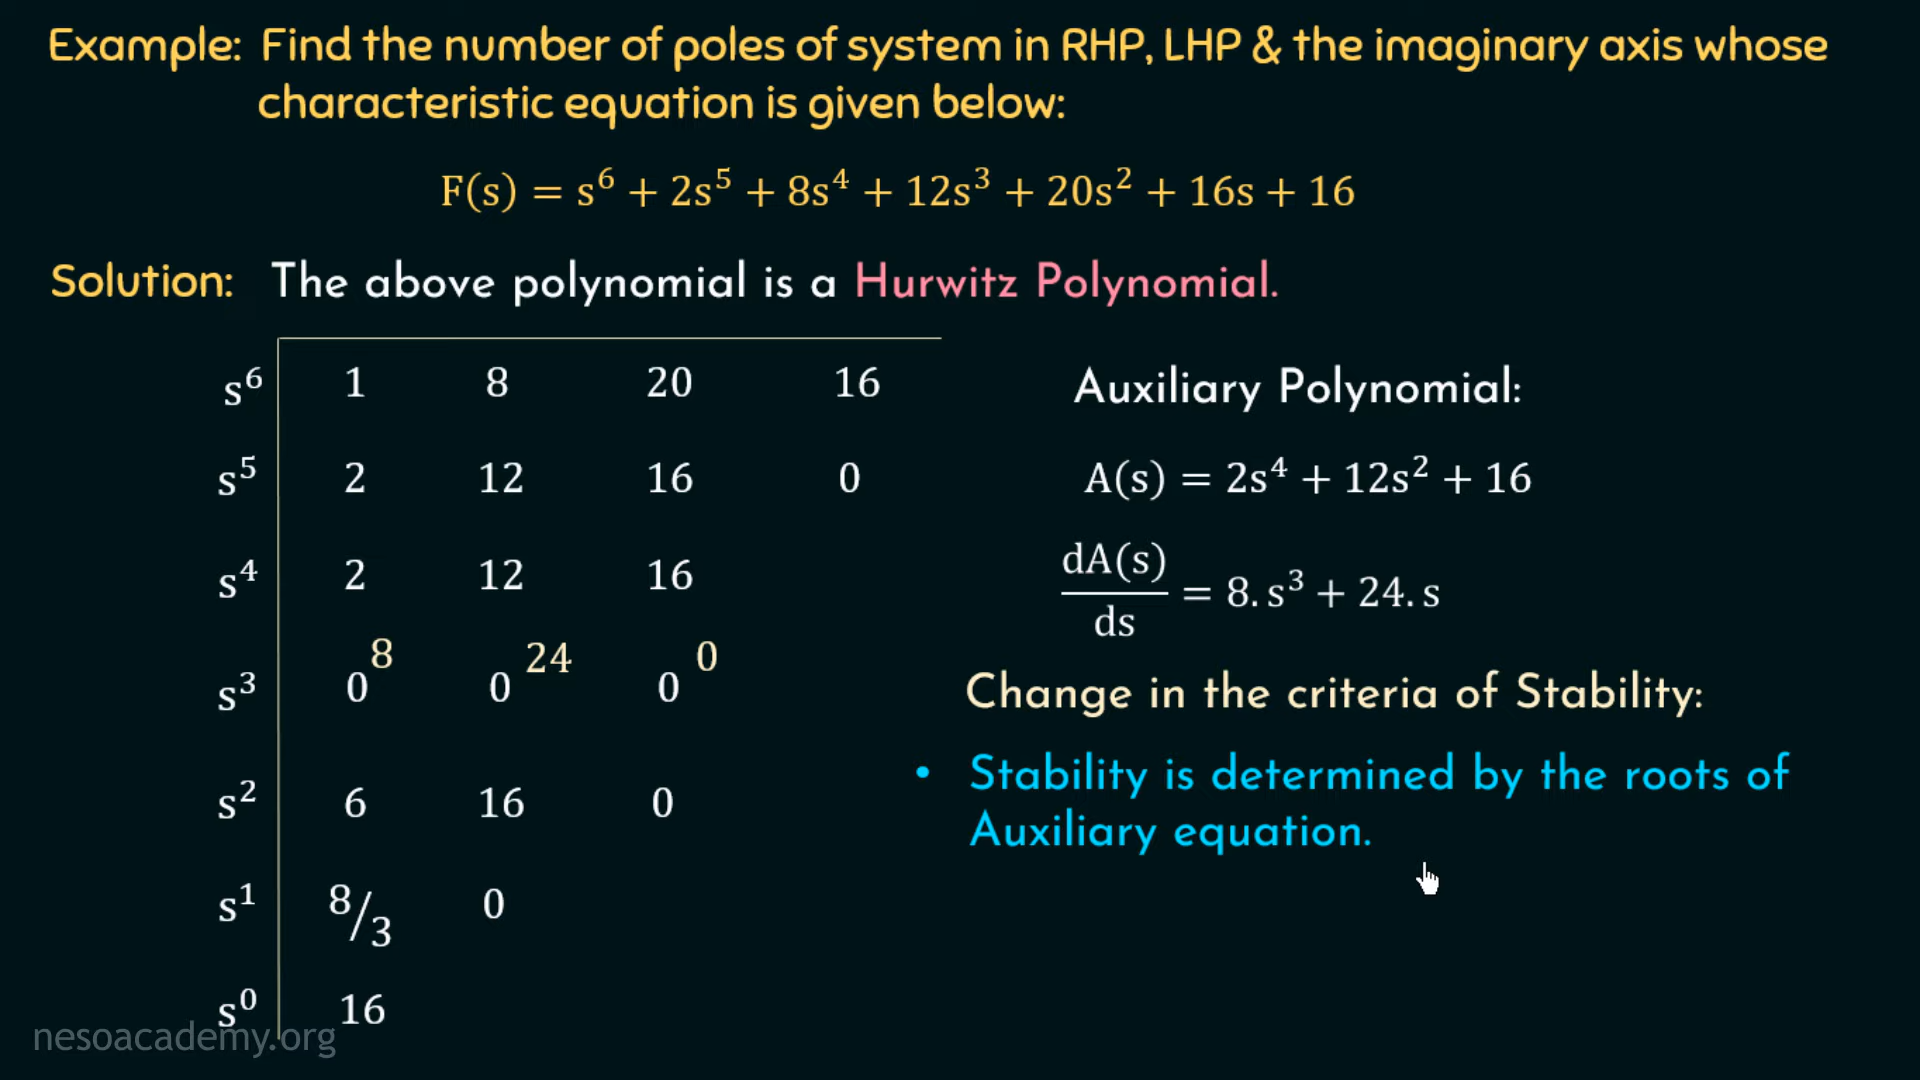 Example: Find the number of poles of system in RHP, LHP & the imaginary axis whose
characteristic equation is given below:
F(s) = s⁶ + 2s⁵ + 8s⁴ + 12s³ + 20s² + 16s + 16
Solution: The above polynomial is a Hurwitz Polynomial.
s⁶ 1 8 20 16
s⁵ 2 12 16 0
s⁴ 2 12 16
s³ 0 8 0 24 0 0
s² 6 16 0
s¹ 8/3 0
s⁰ 16
Auxiliary Polynomial:
A(s) = 2s⁴ + 12s² + 16
dA(s)/ds = 8. s³ + 24. s
Change in the criteria of Stability:
• Stability is determined by the roots of
Auxiliary equation.
nesoacademy.org